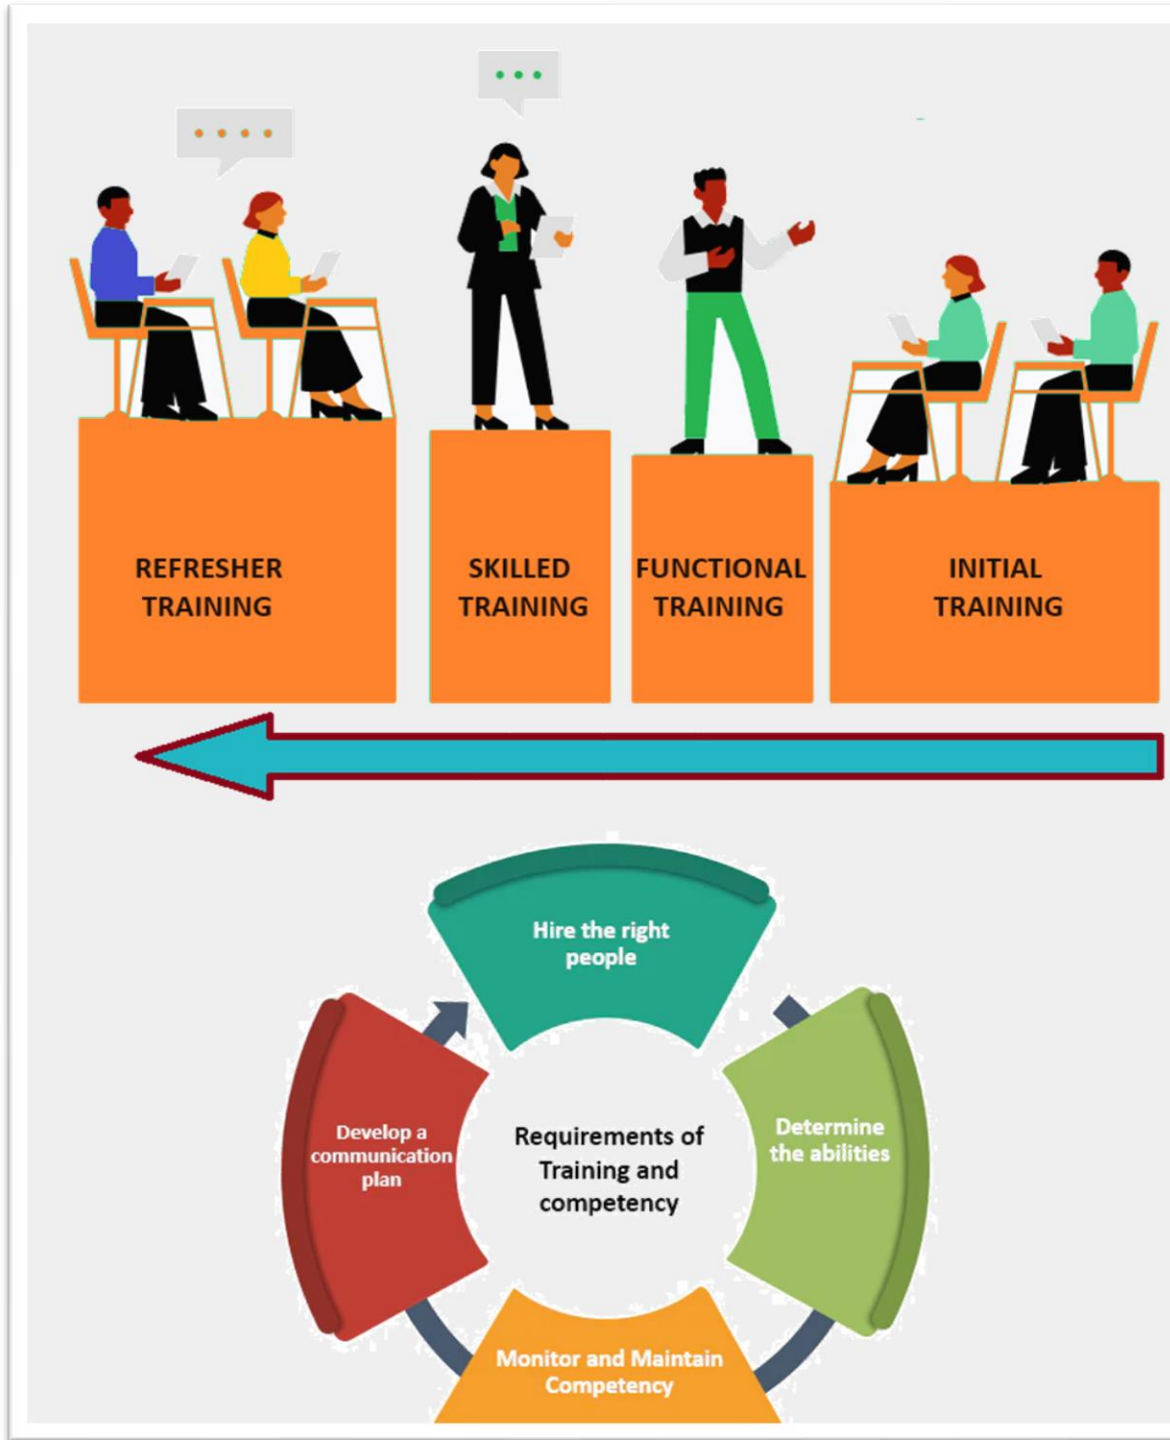 REFRESHER
TRAINING
SKILLED
TRAINING
FUNCTIONAL
TRAINING
INITIAL
TRAINING
Hire the right
people
Determine
the abilities
Develop a
communication
plan
Requirements of
Training and
competency
Monitor and Maintain
Competency